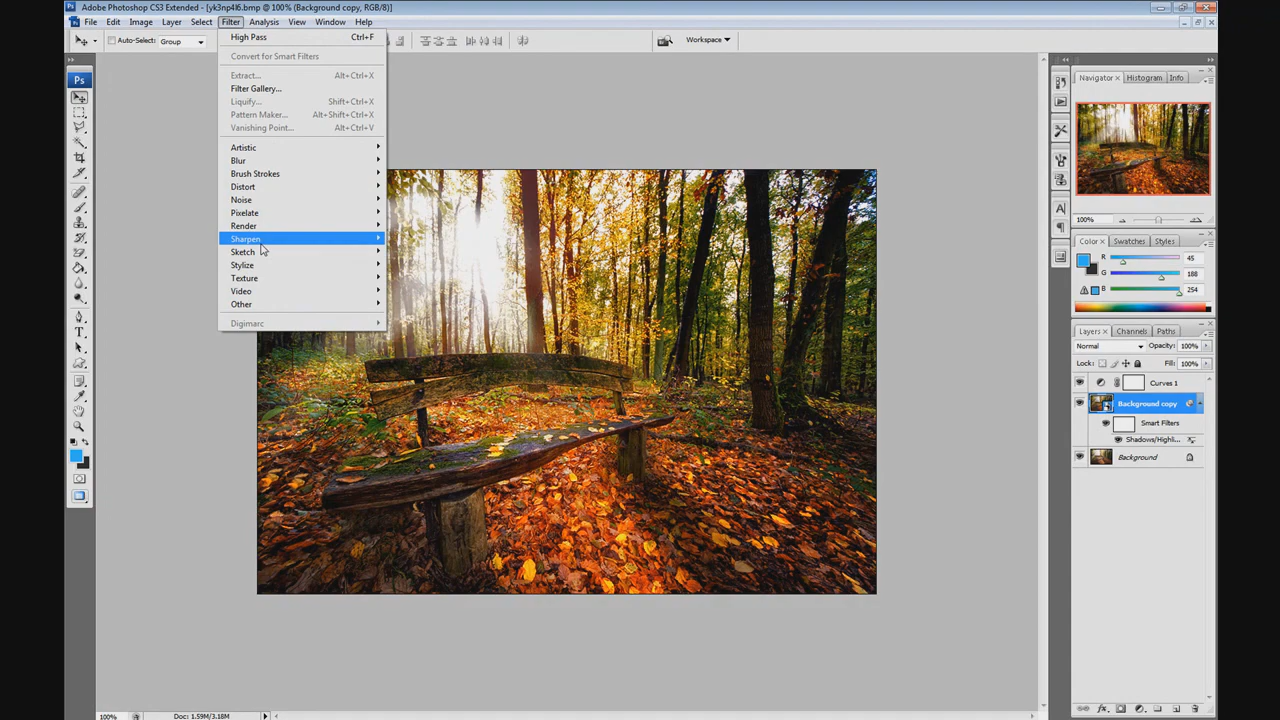 Adobe Photoshop CS3 Extended - [yk3np4l6.bmp @ 100% (Background copy, RGB/8)]
File Edit Image Layer Select Filter Analysis View Window Help
Auto-Select: Group
Workspace
High Pass Ctrl+F
Convert for Smart Filters
Extract... Alt+Ctrl+X
Filter Gallery...
Liquify... Shift+Ctrl+X
Pattern Maker... Alt+Shift+Ctrl+X
Vanishing Point... Alt+Ctrl+V
Artistic
Blur
Brush Strokes
Distort
Noise
Pixelate
Render
Sharpen
Sketch
Stylize
Texture
Video
Other
Digimarc
Ps
Navigator × Histogram Info
100%
Color × Swatches Styles
R 45
G 188
B 254
Layers × Channels Paths
Normal Opacity: 100%
Lock: Fill: 100%
Curves 1
Background copy
Smart Filters
Shadows/Highli...
Background
100% Doc: 1.59M/3.18M